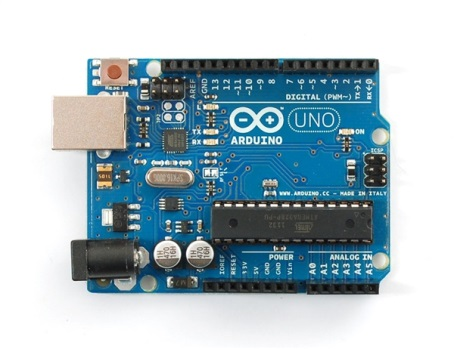 RESET
AREF
GND
13
12
~11
~10
~9
8
7
~6
~5
4
~3
2
TX→1
RX←0
DIGITAL (PWM~)
TX
RX
ARDUINO
UNO
ON
ICSP
WWW.ARDUINO.CC - MADE IN ITALY
POWER
ANALOG IN
IOREF
RESET
5V
GND
GND
Vin
A0
A1
A2
A3
A4
A5